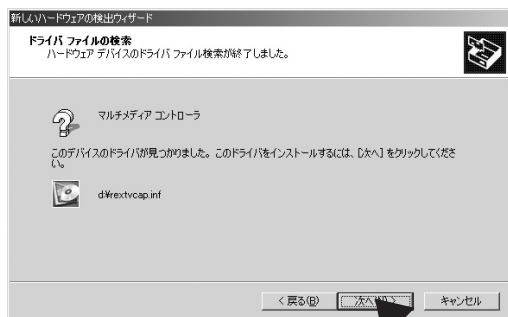 新しいハードウェアの検出ウィザード
ドライバ ファイルの検索
ハードウェア デバイスのドライバ ファイル検索が終了しました。
マルチメディア コントローラ
このデバイスのドライバが見つかりました。このドライバをインストールするには、[次へ] をクリックしてくださ
い。
d:¥rextvcap.inf
< 戻る(B) 次へ > キャンセル